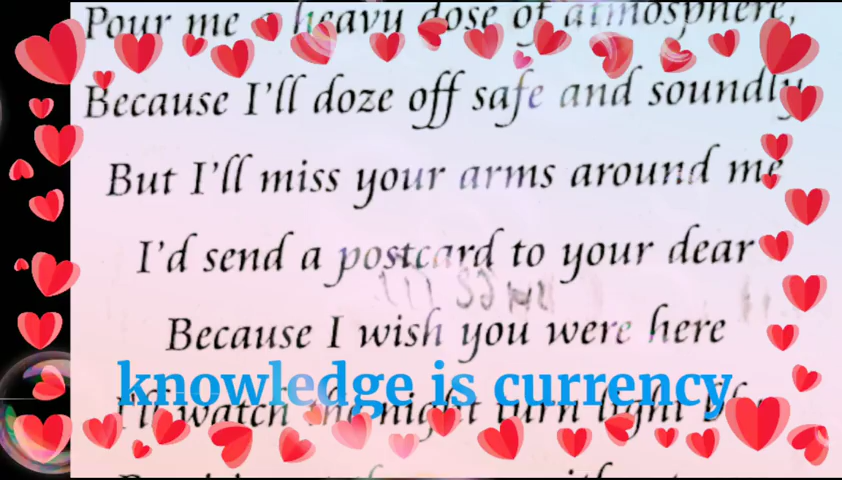 Pour me a heavy dose of atmosphere,
Because I'll doze off safe and soundly
But I'll miss your arms around me
I'd send a postcard to your dear
Because I wish you were here
knowledge is currency
I'll watch the night turn light